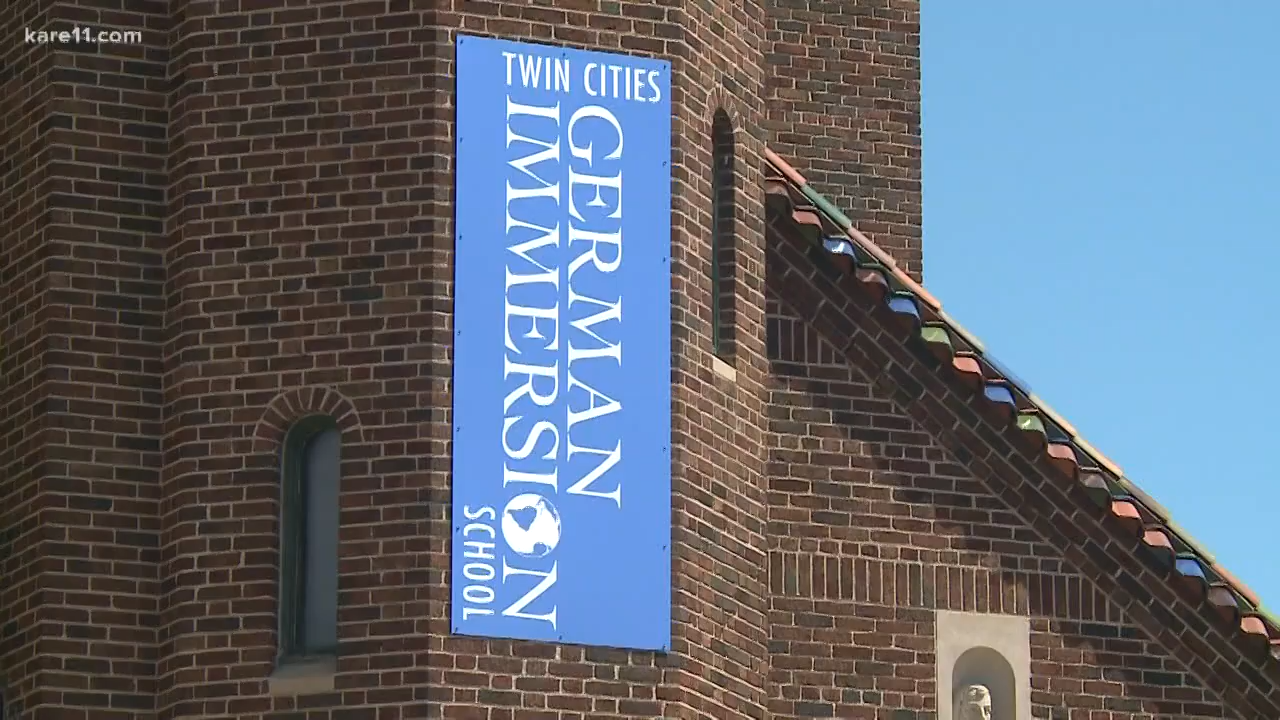 kare11.com
TWIN CITIES
GERMAN
IMMERSION
SCHOOL